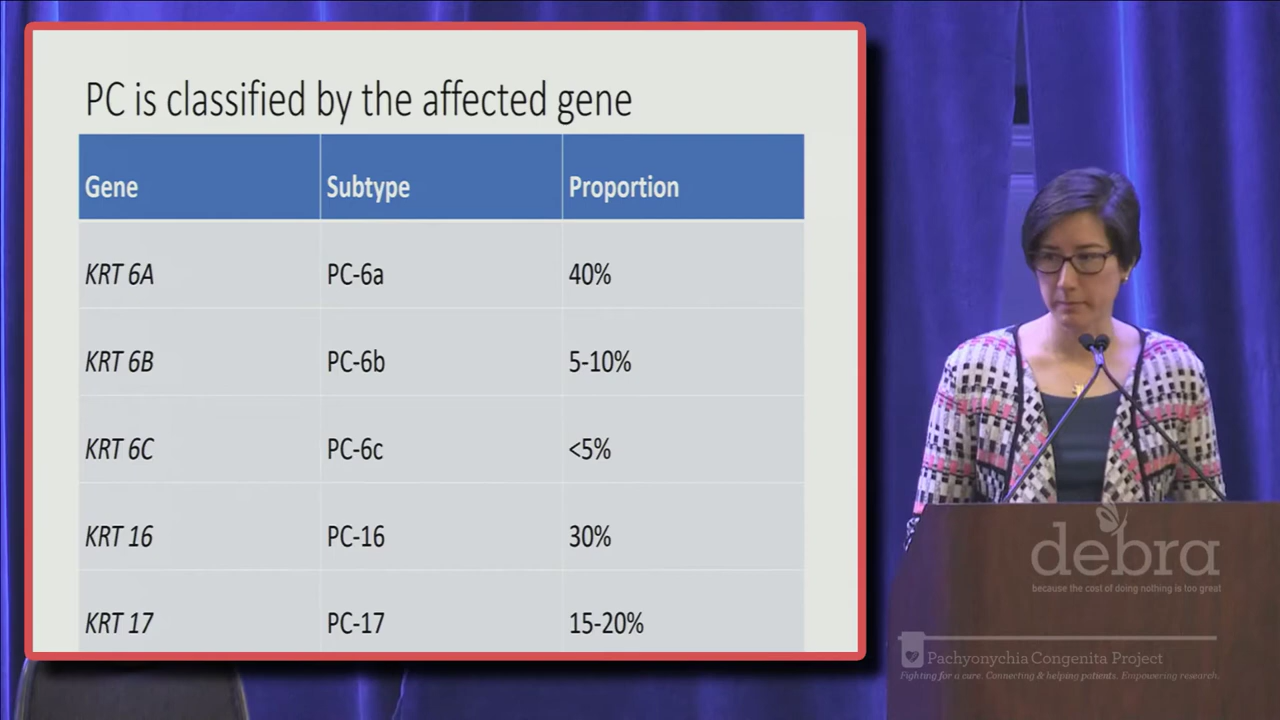 PC is classified by the affected gene
Gene Subtype Proportion
KRT 6A PC-6a 40%
KRT 6B PC-6b 5-10%
KRT 6C PC-6c <5%
KRT 16 PC-16 30%
KRT 17 PC-17 15-20%
debra
because the cost of doing nothing is too great
Pachyonychia Congenita Project
Fighting for a cure. Connecting & helping patients. Empowering research.